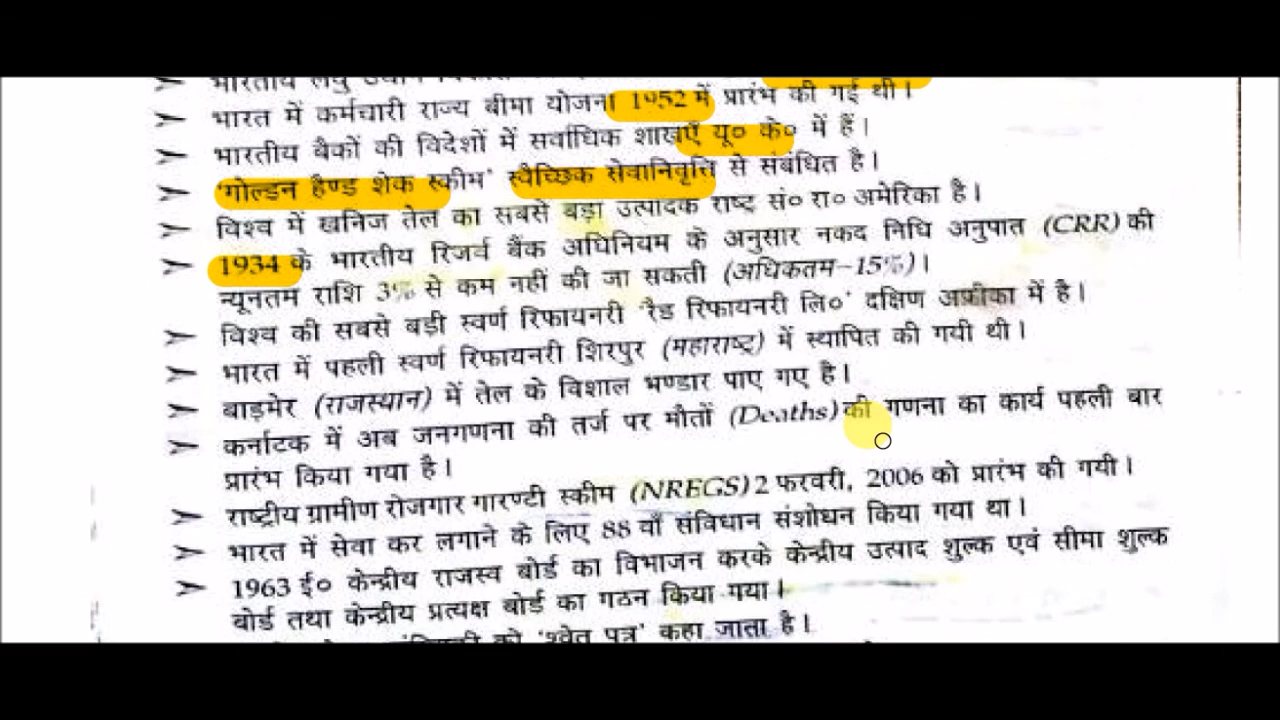 भारतीय लघु
➢ भारत में कर्मचारी राज्य बीमा योजना 1952 में प्रारंभ की गई थी।
➢ भारतीय बैकों की विदेशों में सर्वाधिक शाखाएँ यू० के० में हैं।
➢ 'गोल्डन हैण्ड शेक स्कीम' स्वैच्छिक सेवानिवृत्ति से संबंधित है।
➢ विश्व में खनिज तेल का सबसे बड़ा उत्पादक राष्ट्र सं० रा० अमेरिका है।
➢ 1934 के भारतीय रिजर्व बैंक अधिनियम के अनुसार नकद निधि अनुपात (CRR) की
न्यूनतम राशि 3% से कम नहीं की जा सकती (अधिकतम-15%)।
➢ विश्व की सबसे बड़ी स्वर्ण रिफायनरी 'रैड रिफायनरी लि०' दक्षिण अफ्रीका में है।
➢ भारत में पहली स्वर्ण रिफायनरी शिरपुर (महाराष्ट्र) में स्थापित की गयी थी।
➢ बाड़मेर (राजस्थान) में तेल के विशाल भण्डार पाए गए है।
➢ कर्नाटक में अब जनगणना की तर्ज पर मौतों (Deaths) की गणना का कार्य पहली बार
प्रारंभ किया गया है।
➢ राष्ट्रीय ग्रामीण रोजगार गारण्टी स्कीम (NREGS) 2 फरवरी, 2006 को प्रारंभ की गयी।
➢ भारत में सेवा कर लगाने के लिए 88 वाँ संविधान संशोधन किया गया था।
➢ 1963 ई० केन्द्रीय राजस्व बोर्ड का विभाजन करके केन्द्रीय उत्पाद शुल्क एवं सीमा शुल्क
बोर्ड तथा केन्द्रीय प्रत्यक्ष बोर्ड का गठन किया गया।
को 'श्वेत पत्र' कहा जाता है।